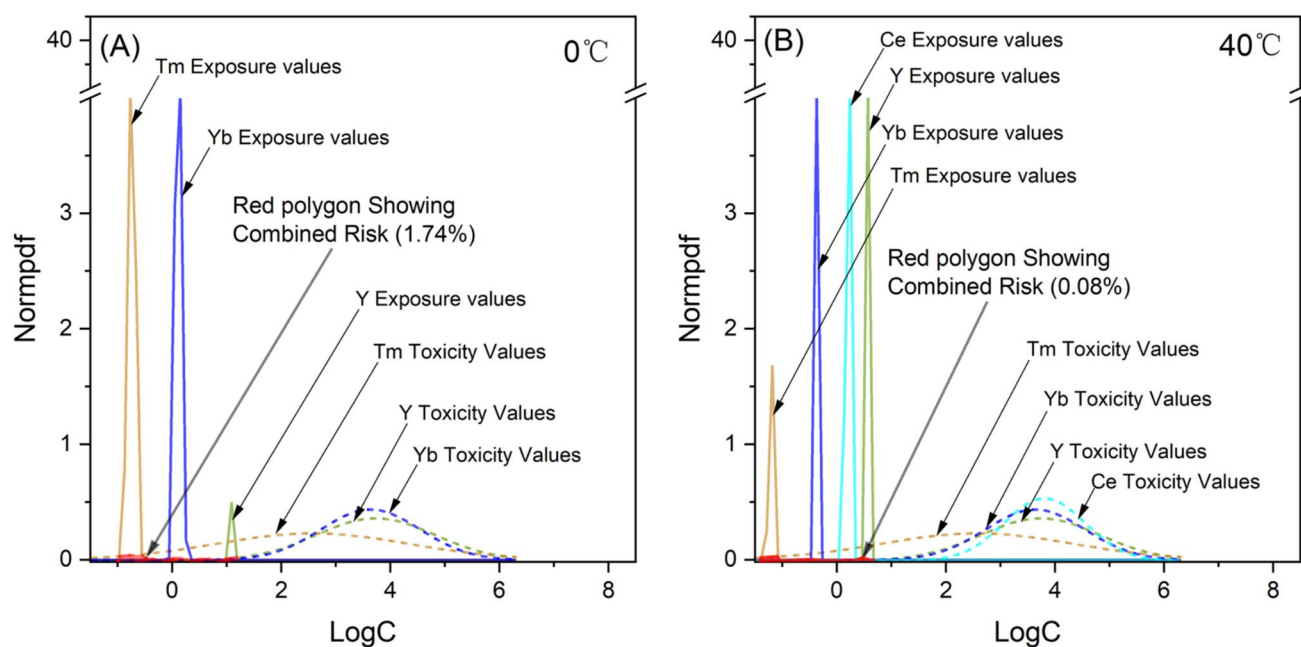 (A)
0℃
Tm Exposure values
Yb Exposure values
Red polygon Showing
Combined Risk (1.74%)
Y Exposure values
Tm Toxicity Values
Y Toxicity Values
Yb Toxicity Values
40
3
2
1
0
Normpdf
0
2
4
6
8
LogC
(B)
40℃
Ce Exposure values
Y Exposure values
Yb Exposure values
Tm Exposure values
Red polygon Showing
Combined Risk (0.08%)
Tm Toxicity Values
Yb Toxicity Values
Y Toxicity Values
Ce Toxicity Values
40
3
2
1
0
Normpdf
0
2
4
6
8
LogC